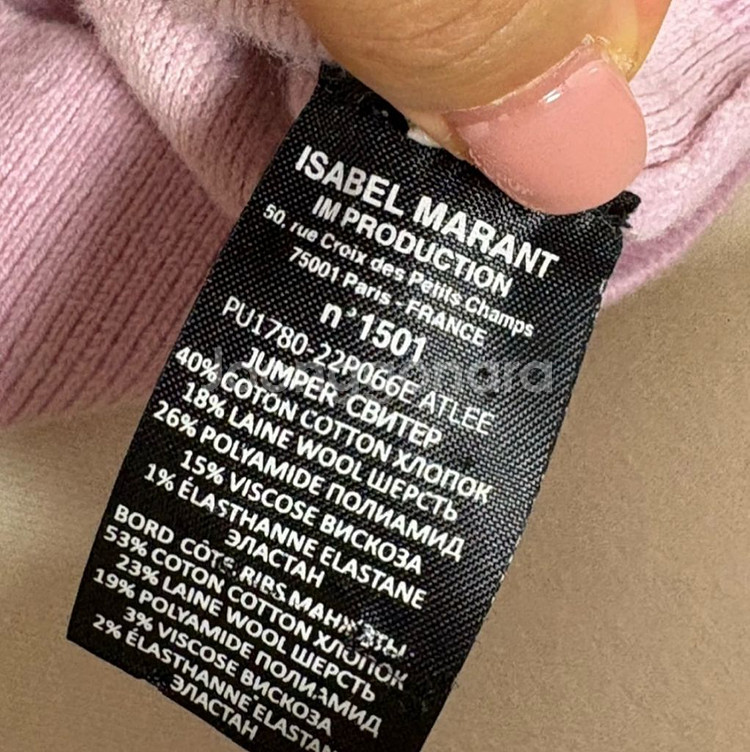 ISABEL MARANT
IM PRODUCTION
50, rue Croix des Petits Champs
75001 Paris - FRANCE
n°1501
PU1780-22P066E ATLEE
JUMPER СВИТЕР
40% COTON COTTON ХЛОПОК
18% LAINE WOOL ШЕРСТЬ
26% POLYAMIDE ПОЛИАМИД
15% VISCOSE ВИСКОЗА
1% ÉLASTHANNE ELASTANE
ЭЛАСТАН
BORD CÔTE RIBS МАНЖЕТЫ:
53% COTON COTTON ХЛОПОК
23% LAINE WOOL ШЕРСТЬ
19% POLYAMIDE ПОЛИАМИД
3% VISCOSE ВИСКОЗА
2% ÉLASTHANNE ELASTAN
ЭЛАСТАН